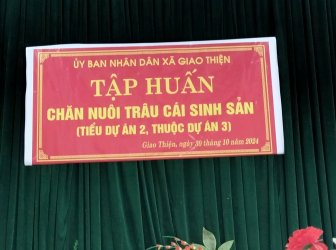 ỦY BAN NHÂN DÂN XÃ GIAO THIỆN
TẬP HUẤN
CHĂN NUÔI TRÂU CÁI SINH SẢN
(TIỂU DỰ ÁN 2, THUỘC DỰ ÁN 3)
Giao Thiện, ngày 30 tháng 10 năm 2024